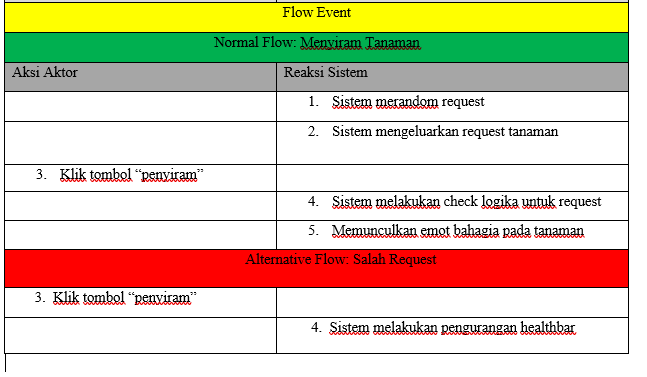 Flow Event
Normal Flow: Menyiram Tanaman
Aksi Aktor
Reaksi Sistem
1. Sistem merandom request
2. Sistem mengeluarkan request tanaman
3. Klik tombol “penyiram”
4. Sistem melakukan check logika untuk request
5. Memunculkan emot bahagia pada tanaman
Alternative Flow: Salah Request
3. Klik tombol “penyiram”
4. Sistem melakukan pengurangan healthbar